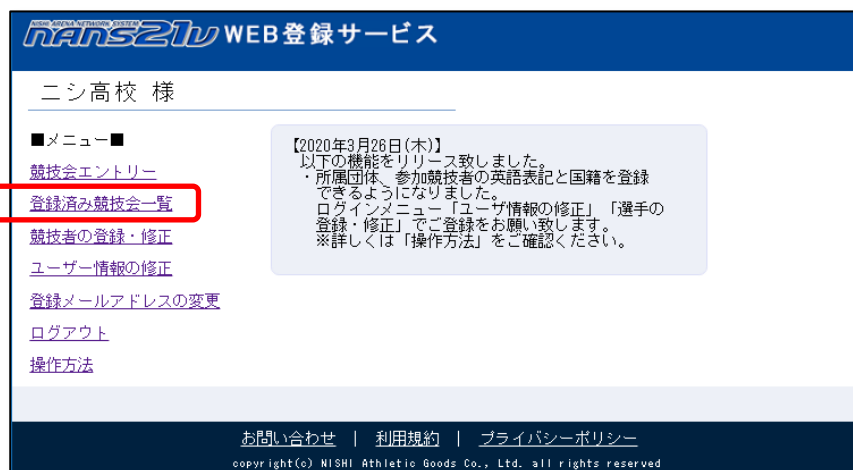 NISHI ARENA NETWORK SYSTEM
NANS21V WEB登録サービス
ニシ高校 様
■メニュー■
競技会エントリー
登録済み競技会一覧
競技者の登録・修正
ユーザー情報の修正
登録メールアドレスの変更
ログアウト
操作方法
【2020年3月26日(木)】
以下の機能をリリース致しました。
・所属団体、参加競技者の英語表記と国籍を登録
できるようになりました。
ログインメニュー「ユーザ情報の修正」「選手の
登録・修正」でご登録をお願い致します。
※詳しくは「操作方法」をご確認ください。
お問い合わせ | 利用規約 | プライバシーポリシー
copyright(c) NISHI Athletic Goods Co., Ltd. all rights reserved